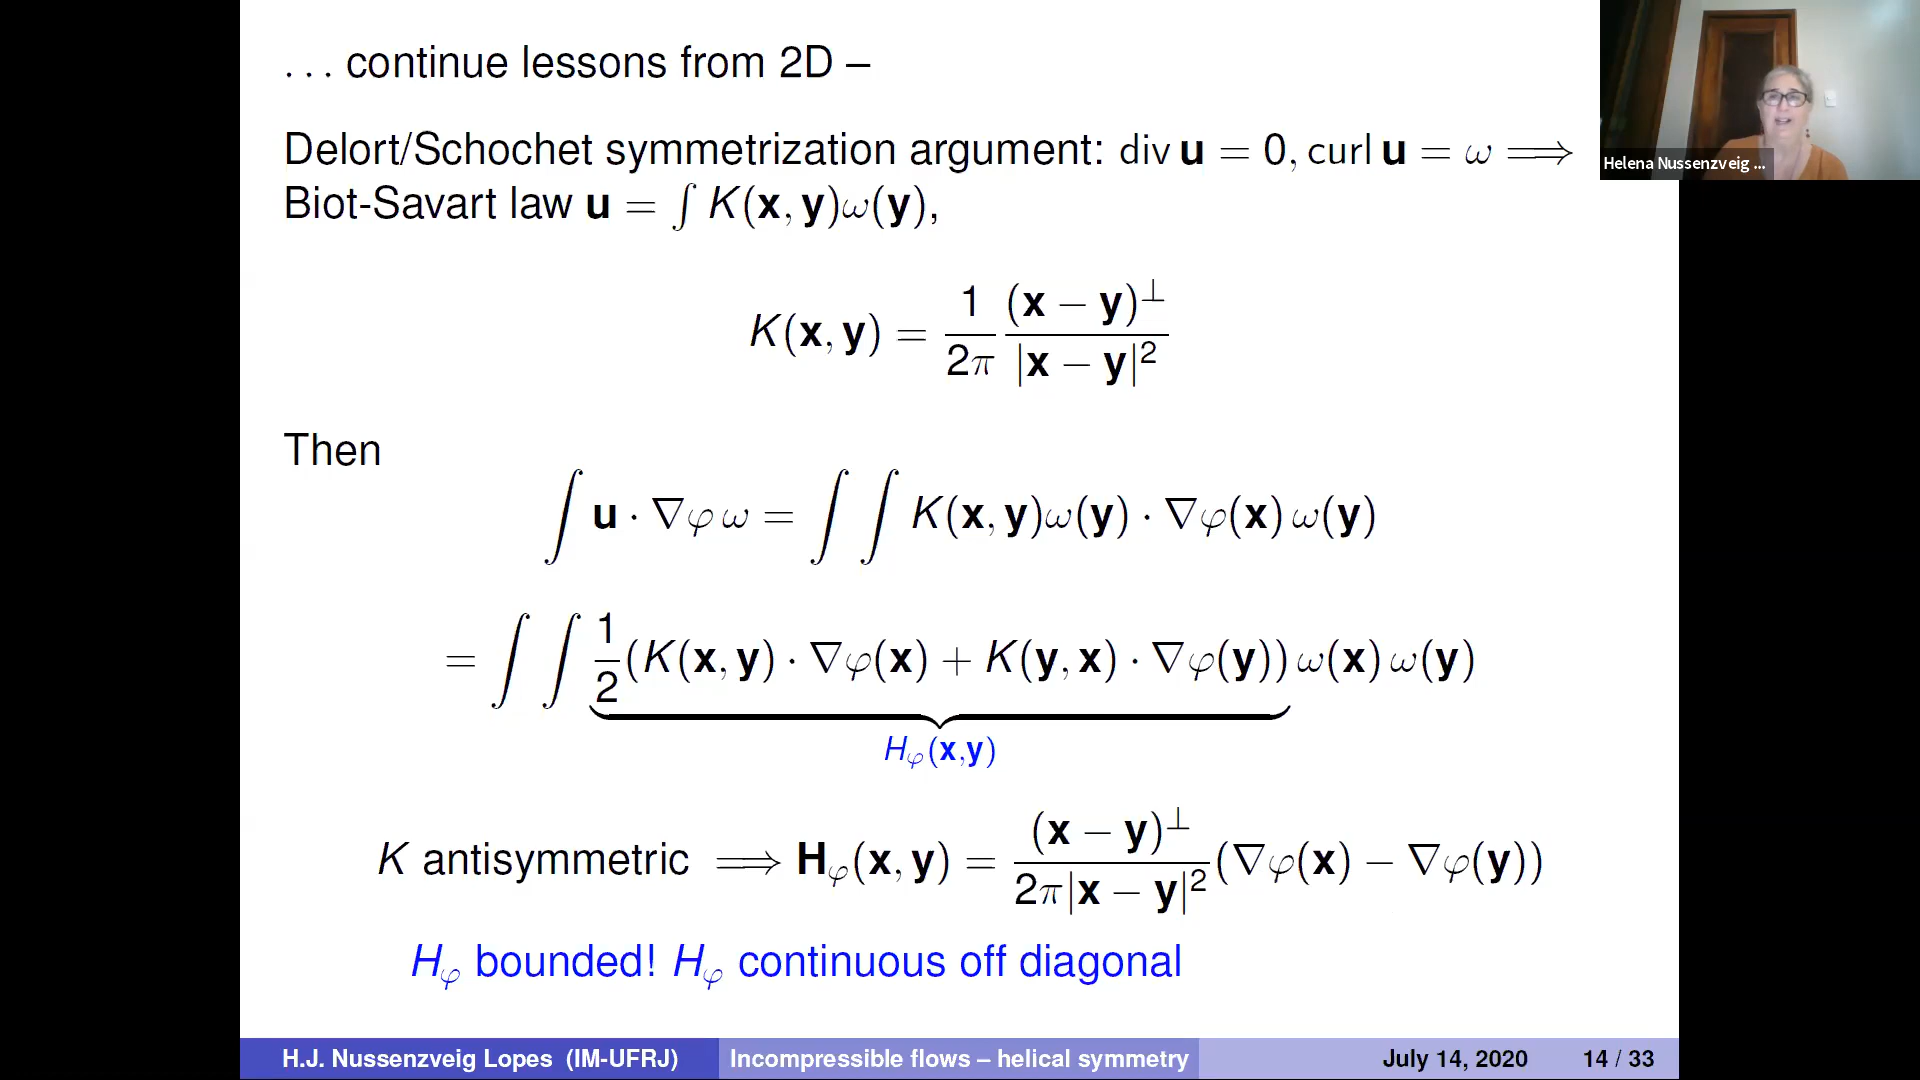 ... continue lessons from 2D –
Delort/Schochet symmetrization argument: div u = 0, curl u = ω ⟹
Biot-Savart law u = ∫ K(x, y)ω(y),
K(x, y) = 1/2π (x − y)^⊥/|x − y|^2
Then
∫ u · ∇φ ω = ∫ ∫ K(x, y)ω(y) · ∇φ(x) ω(y)
= ∫ ∫ 1/2 (K(x, y) · ∇φ(x) + K(y, x) · ∇φ(y)) ω(x) ω(y)
H_φ(x,y)
K antisymmetric ⟹ H_φ(x, y) = (x − y)^⊥/2π|x − y|^2 (∇φ(x) − ∇φ(y))
H_φ bounded! H_φ continuous off diagonal
H.J. Nussenzveig Lopes (IM-UFRJ) Incompressible flows – helical symmetry July 14, 2020 14 / 33
Helena Nussenzveig ...